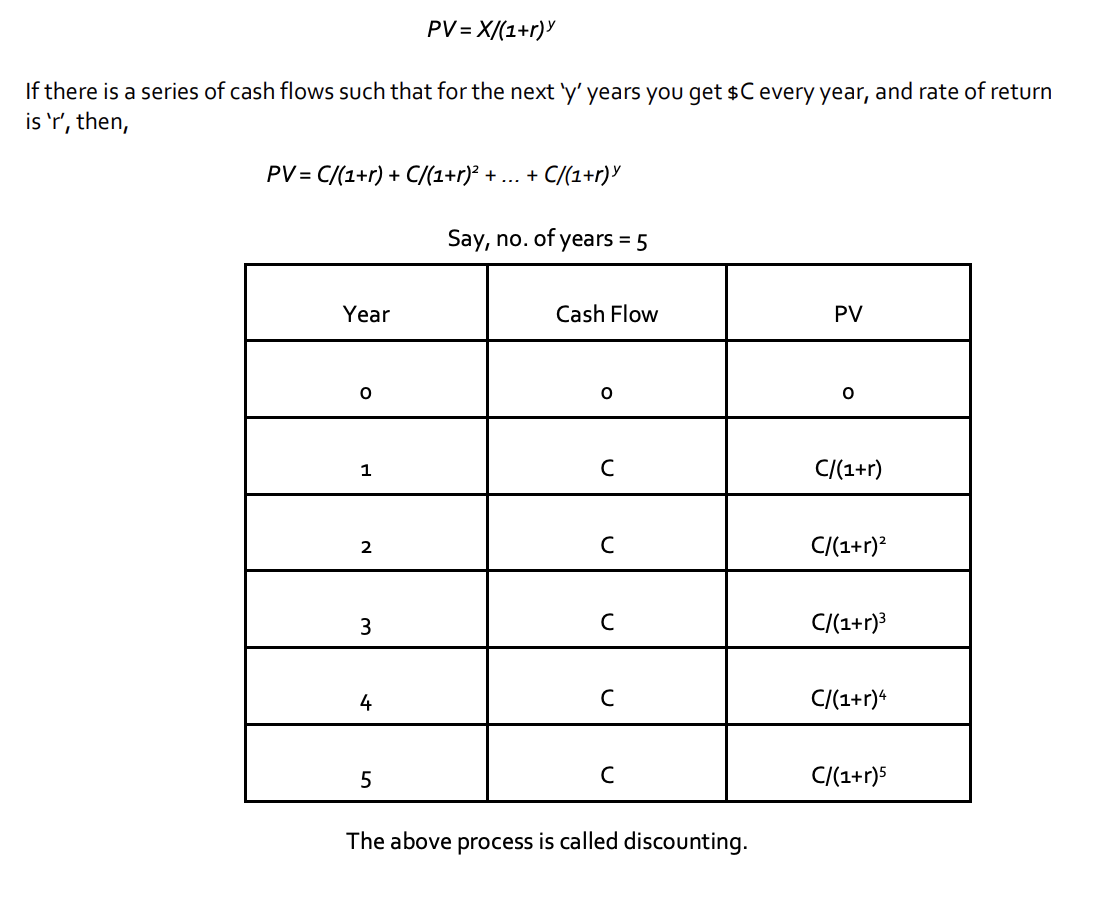 PV = X/(1+r)ʸ
If there is a series of cash flows such that for the next ‘y’ years you get $C every year, and rate of return
is ‘r’, then,
PV = C/(1+r) + C/(1+r)² + ... + C/(1+r)ʸ
Say, no. of years = 5
Year Cash Flow PV
0 0 0
1 C C/(1+r)
2 C C/(1+r)²
3 C C/(1+r)³
4 C C/(1+r)⁴
5 C C/(1+r)⁵
The above process is called discounting.